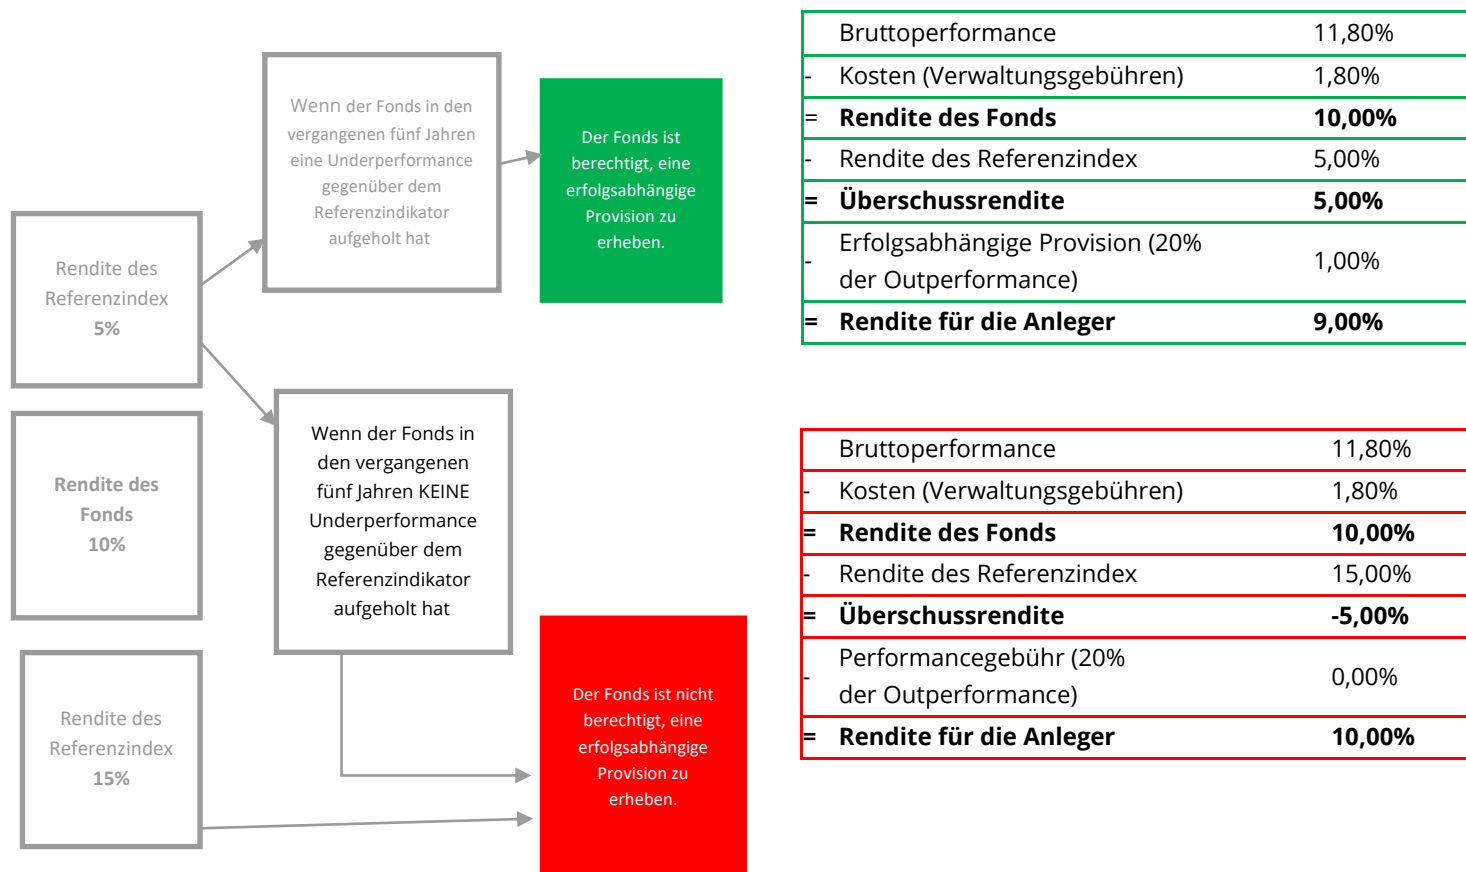 Rendite des
Referenzindex
5%
Rendite des
Fonds
10%
Rendite des
Referenzindex
15%
Wenn der Fonds in den
vergangenen fünf Jahren
eine Underperformance
gegenüber dem
Referenzindikator
aufgeholt hat
Wenn der Fonds in
den vergangenen
fünf Jahren KEINE
Underperformance
gegenüber dem
Referenzindikator
aufgeholt hat
Der Fonds ist
berechtigt, eine
erfolgsabhängige
Provision zu
erheben.
Der Fonds ist nicht
berechtigt, eine
erfolgsabhängige
Provision zu
erheben.
Bruttoperformance 11,80%
- Kosten (Verwaltungsgebühren) 1,80%
= Rendite des Fonds 10,00%
- Rendite des Referenzindex 5,00%
= Überschussrendite 5,00%
- Erfolgsabhängige Provision (20%
der Outperformance) 1,00%
= Rendite für die Anleger 9,00%
Bruttoperformance 11,80%
- Kosten (Verwaltungsgebühren) 1,80%
= Rendite des Fonds 10,00%
- Rendite des Referenzindex 15,00%
= Überschussrendite -5,00%
- Performancegebühr (20%
der Outperformance) 0,00%
= Rendite für die Anleger 10,00%